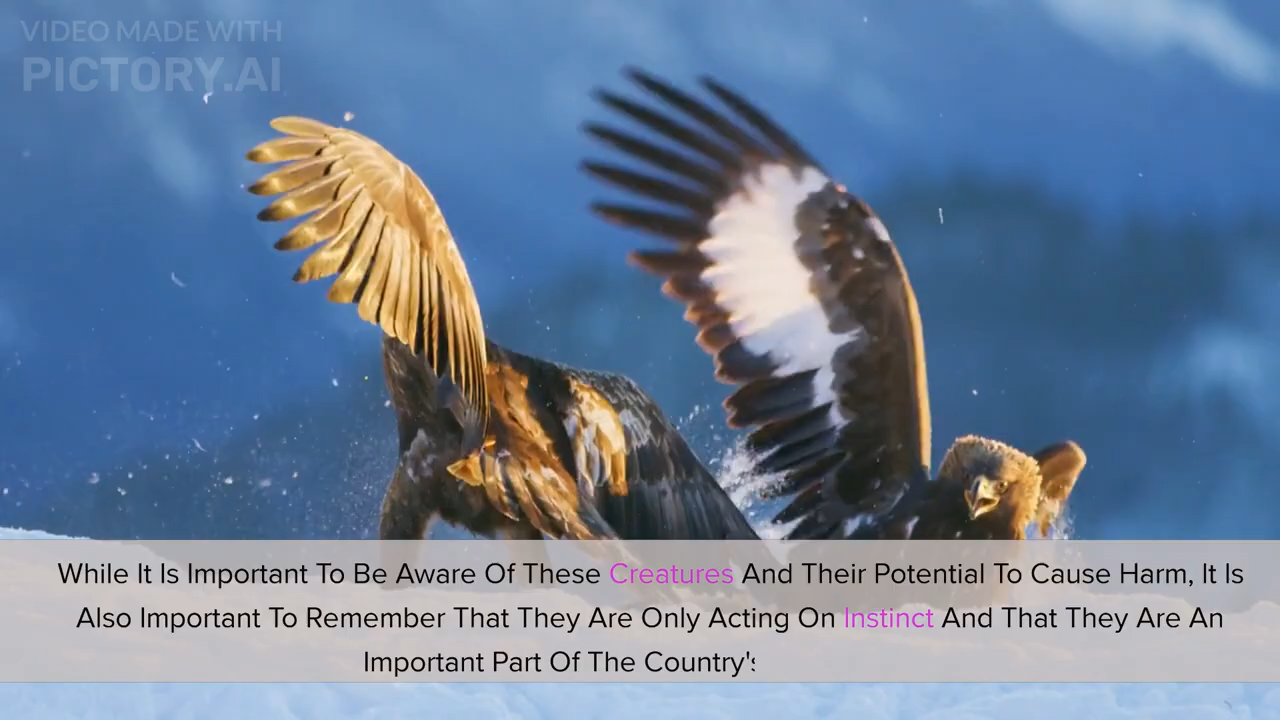 VIDEO MADE WITH
PICTORY.AI
While It Is Important To Be Aware Of These Creatures And Their Potential To Cause Harm, It Is
Also Important To Remember That They Are Only Acting On Instinct And That They Are An
Important Part Of The Country's